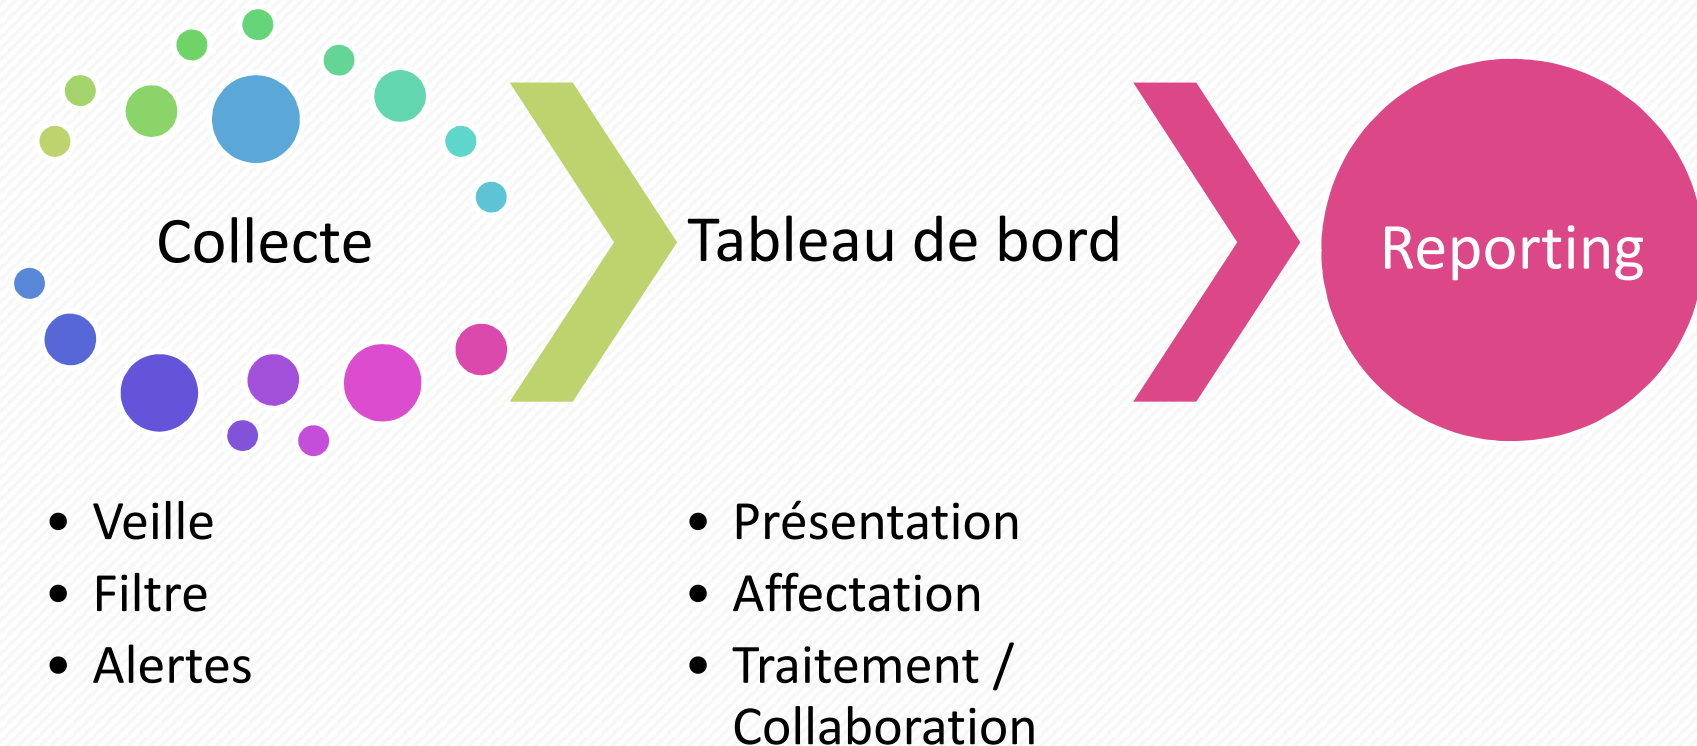 Collecte
Tableau de bord
Reporting
• Veille
• Filtre
• Alertes
• Présentation
• Affectation
• Traitement /
Collaboration